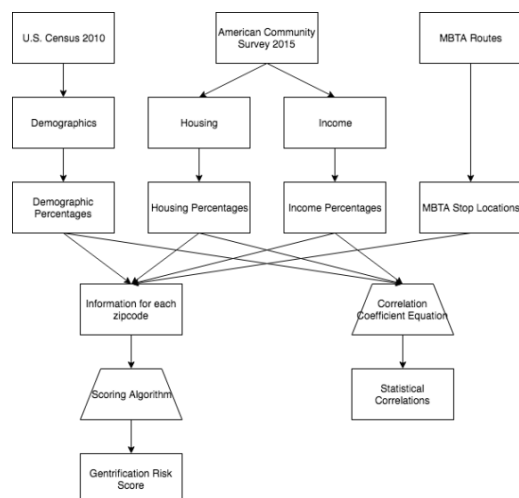 U.S. Census 2010
American Community
Survey 2015
MBTA Routes
Demographics
Housing
Income
Demographic
Percentages
Housing Percentages
Income Percentages
MBTA Stop Locations
Information for each
zipcode
Correlation
Coefficient Equation
Scoring Algorithm
Statistical
Correlations
Gentrification Risk
Score